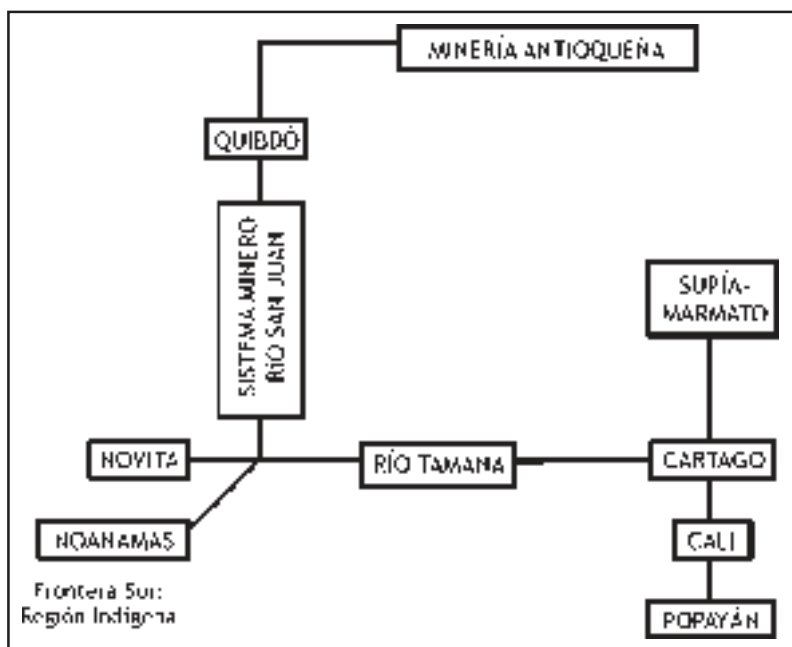 MINERÍA ANTIOQUEÑA
QUIBDÓ
SISTEMA MINERO
RÍO SAN JUAN
SUPÍA-
MARMATO
NOVITA
RÍO TAMANA
CARTAGO
NOANAMAS
CALI
Frontera Sur:
Región Indígena
POPAYÁN